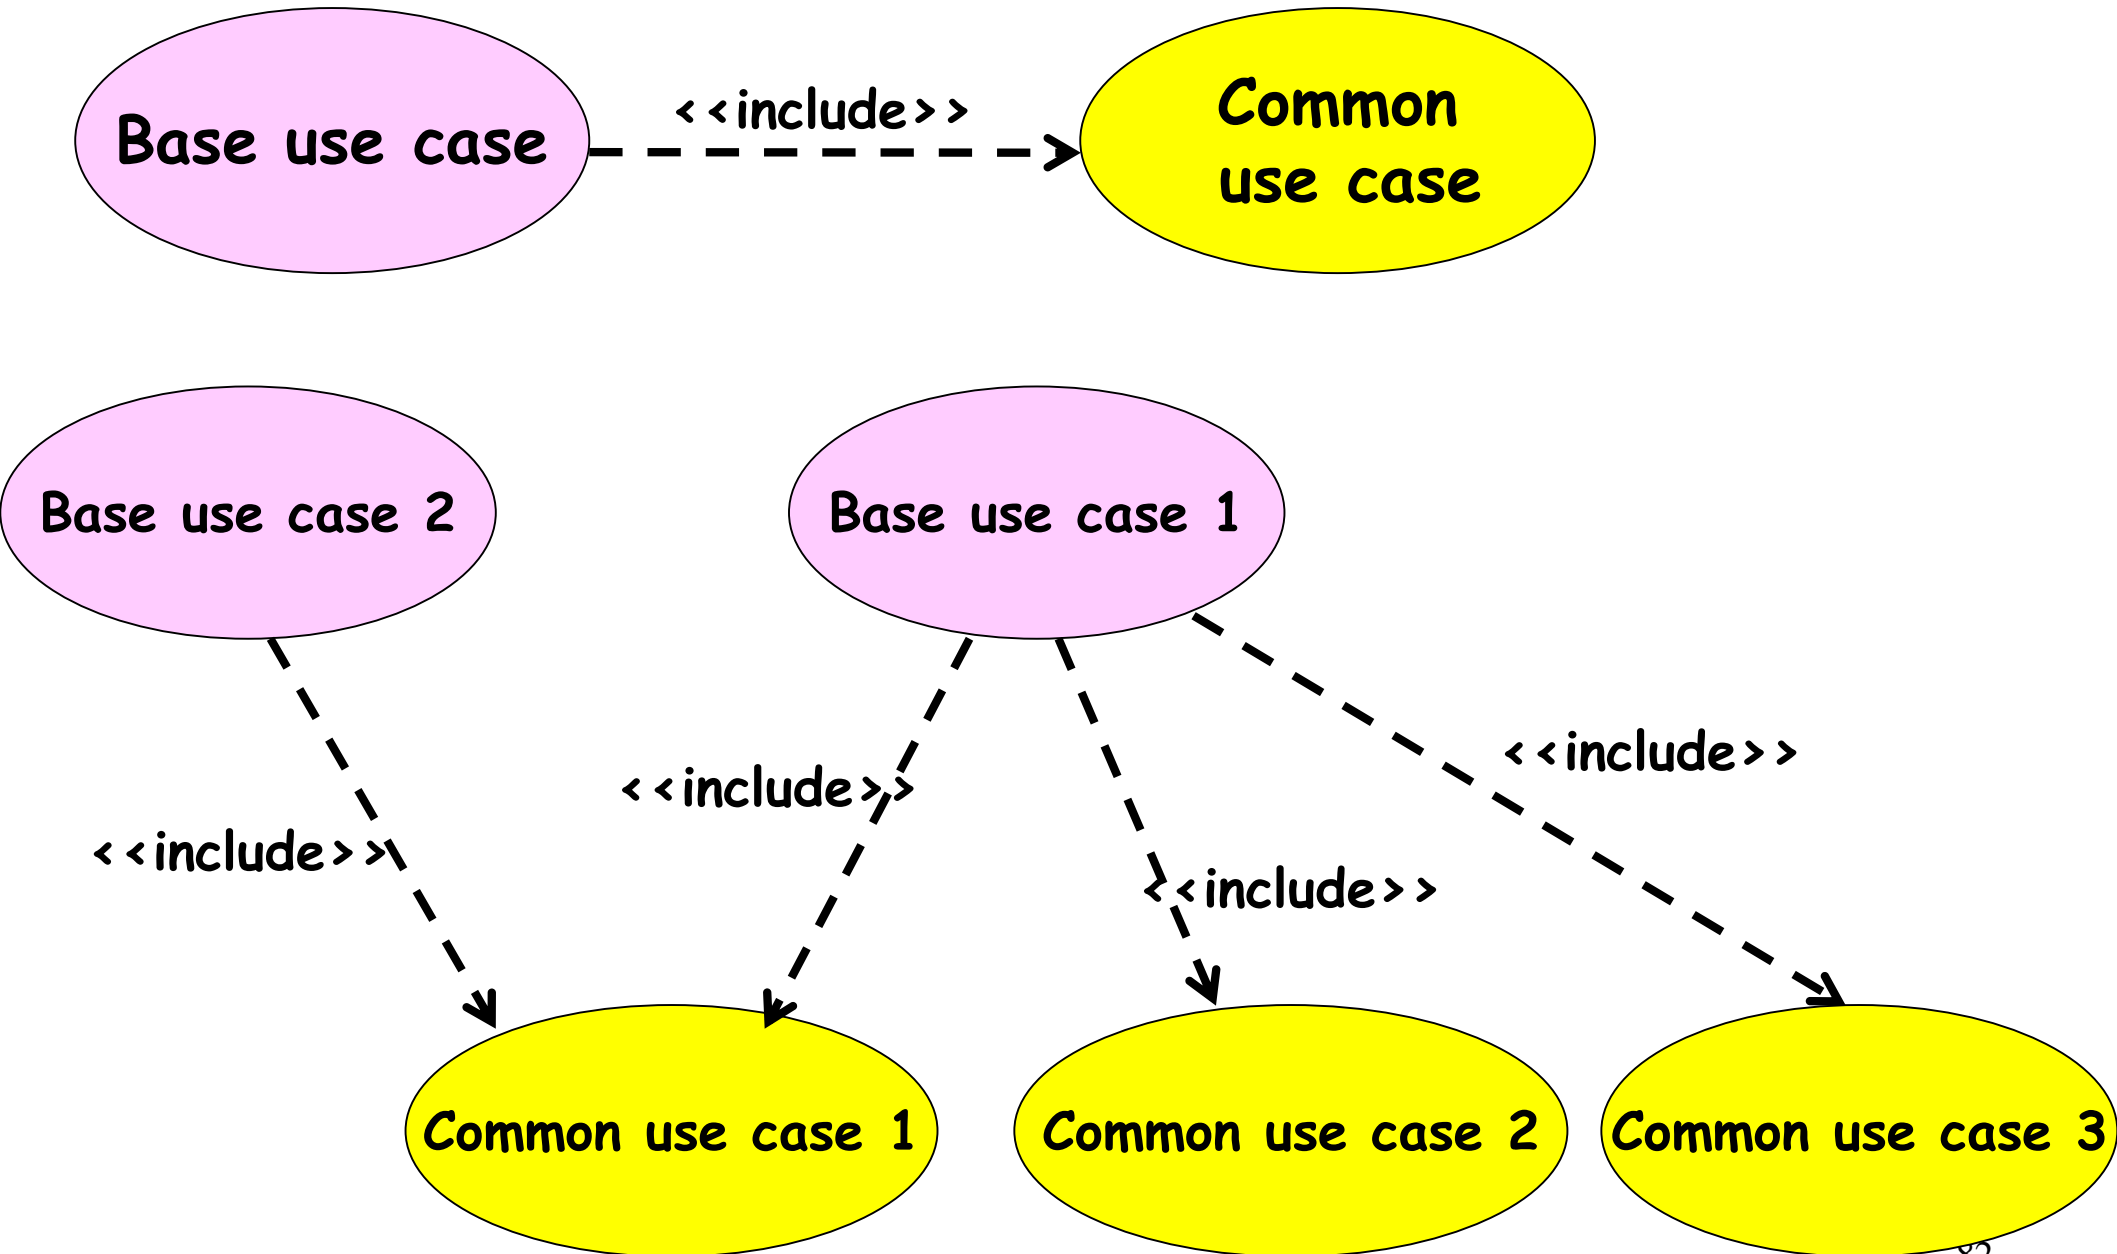 Base use case
<<include>>
Common
use case
Base use case 2
Base use case 1
<<include>>
<<include>>
<<include>>
<<include>>
Common use case 1
Common use case 2
Common use case 3